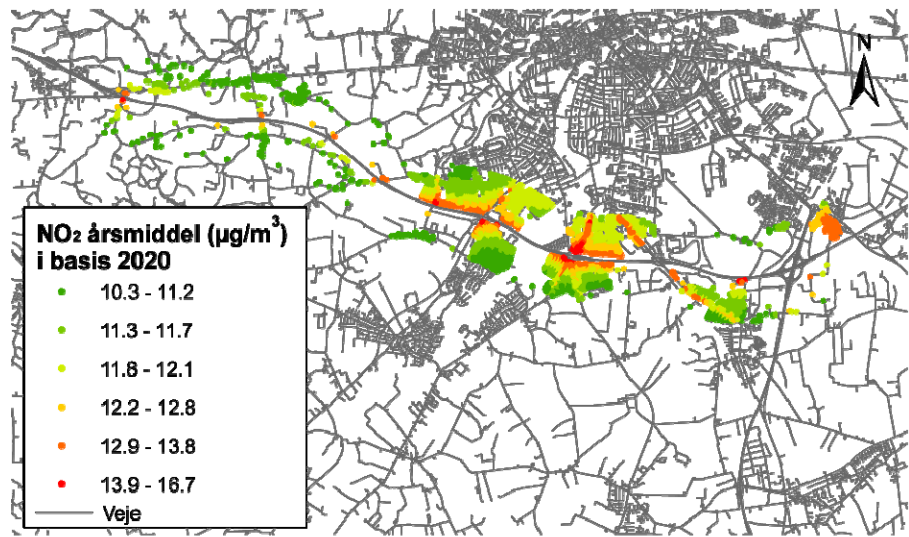 N
NO₂ årsmiddel (µg/m³)
i basis 2020
10.3 - 11.2
11.3 - 11.7
11.8 - 12.1
12.2 - 12.8
12.9 - 13.8
13.9 - 16.7
Veje